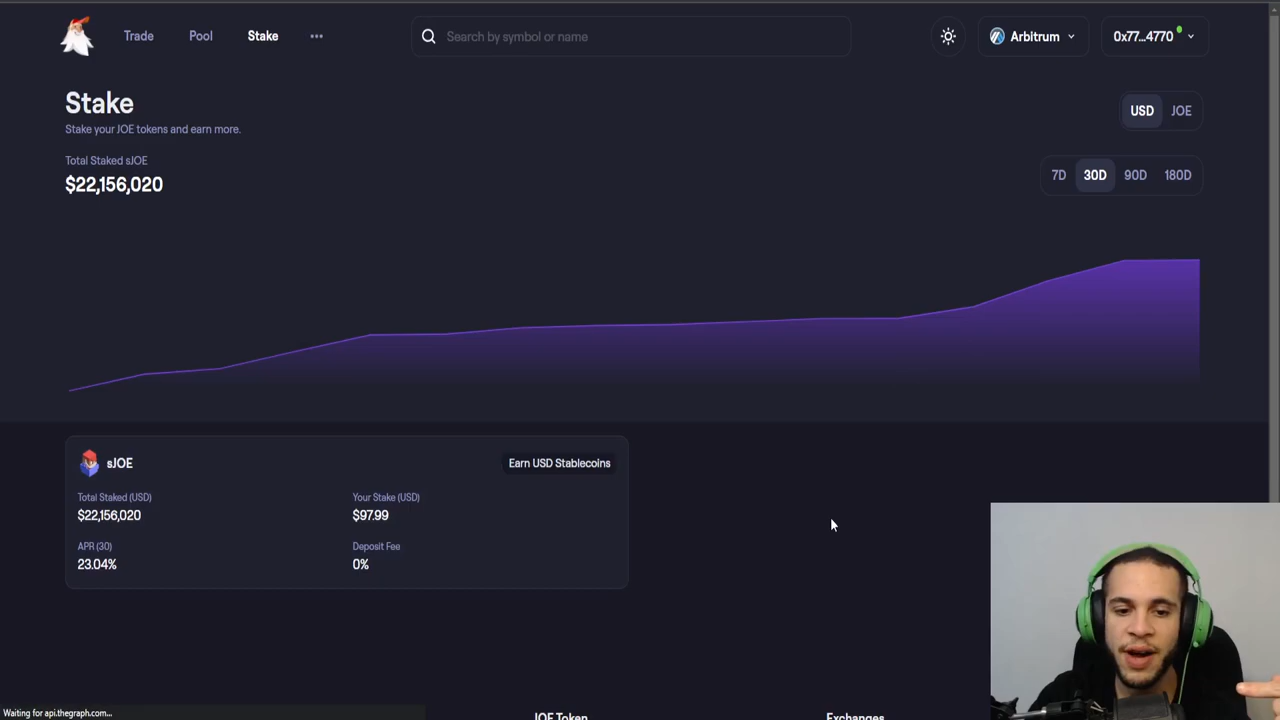 Trade Pool Stake ··· Search by symbol or name Arbitrum 0x77...4770
Stake
Stake your JOE tokens and earn more.
USD JOE
Total Staked sJOE
$22,156,020
7D 30D 90D 180D
sJOE Earn USD Stablecoins
Total Staked (USD) Your Stake (USD)
$22,156,020 $97.99
APR (30) Deposit Fee
23.04% 0%
Waiting for api.thegraph.com...
JOE Token Exchanges